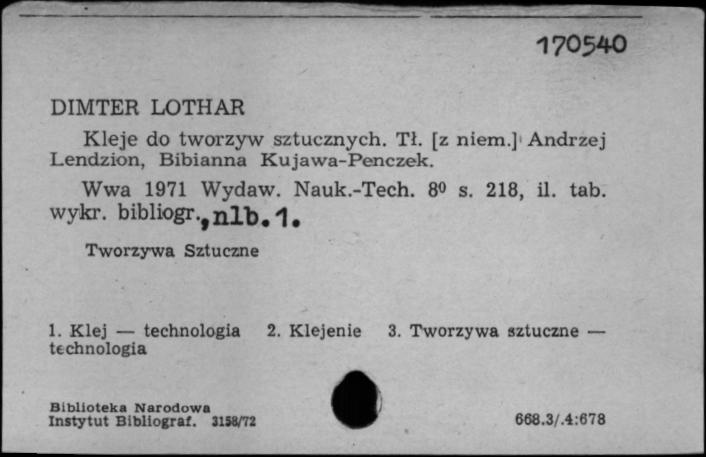 170540
DIMTER LOTHAR
Kleje do tworzyw sztucznych. Tł. [z niem.] Andrzej
Lendzion, Bibianna Kujawa-Penczek.
Wwa 1971 Wydaw. Nauk.-Tech. 8⁰ s. 218, il. tab.
wykr. bibliogr., nlb. 1.
Tworzywa Sztuczne
1. Klej — technologia 2. Klejenie 3. Tworzywa sztuczne —
technologia
Biblioteka Narodowa
Instytut Bibliograf. 3158/72
668.3/.4:678